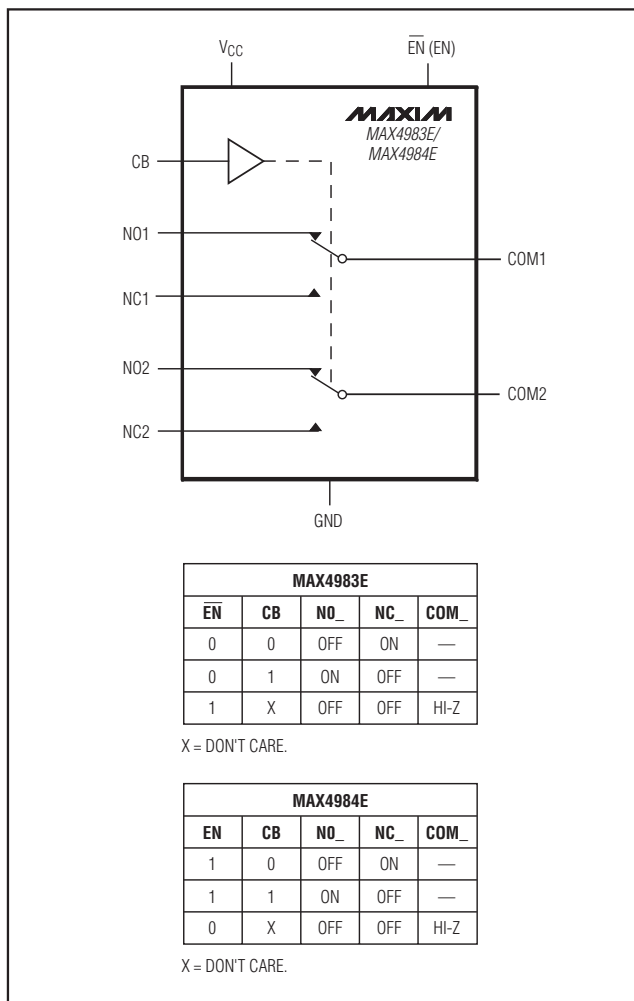 VCC
EN (EN)
MAXIM
MAX4983E/
MAX4984E
CB
NO1
COM1
NC1
NO2
COM2
NC2
GND
MAX4983E
EN CB NO_ NC_ COM_
0 0 OFF ON —
0 1 ON OFF —
1 X OFF OFF HI-Z
X = DON'T CARE.
MAX4984E
EN CB NO_ NC_ COM_
1 0 OFF ON —
1 1 ON OFF —
0 X OFF OFF HI-Z
X = DON'T CARE.